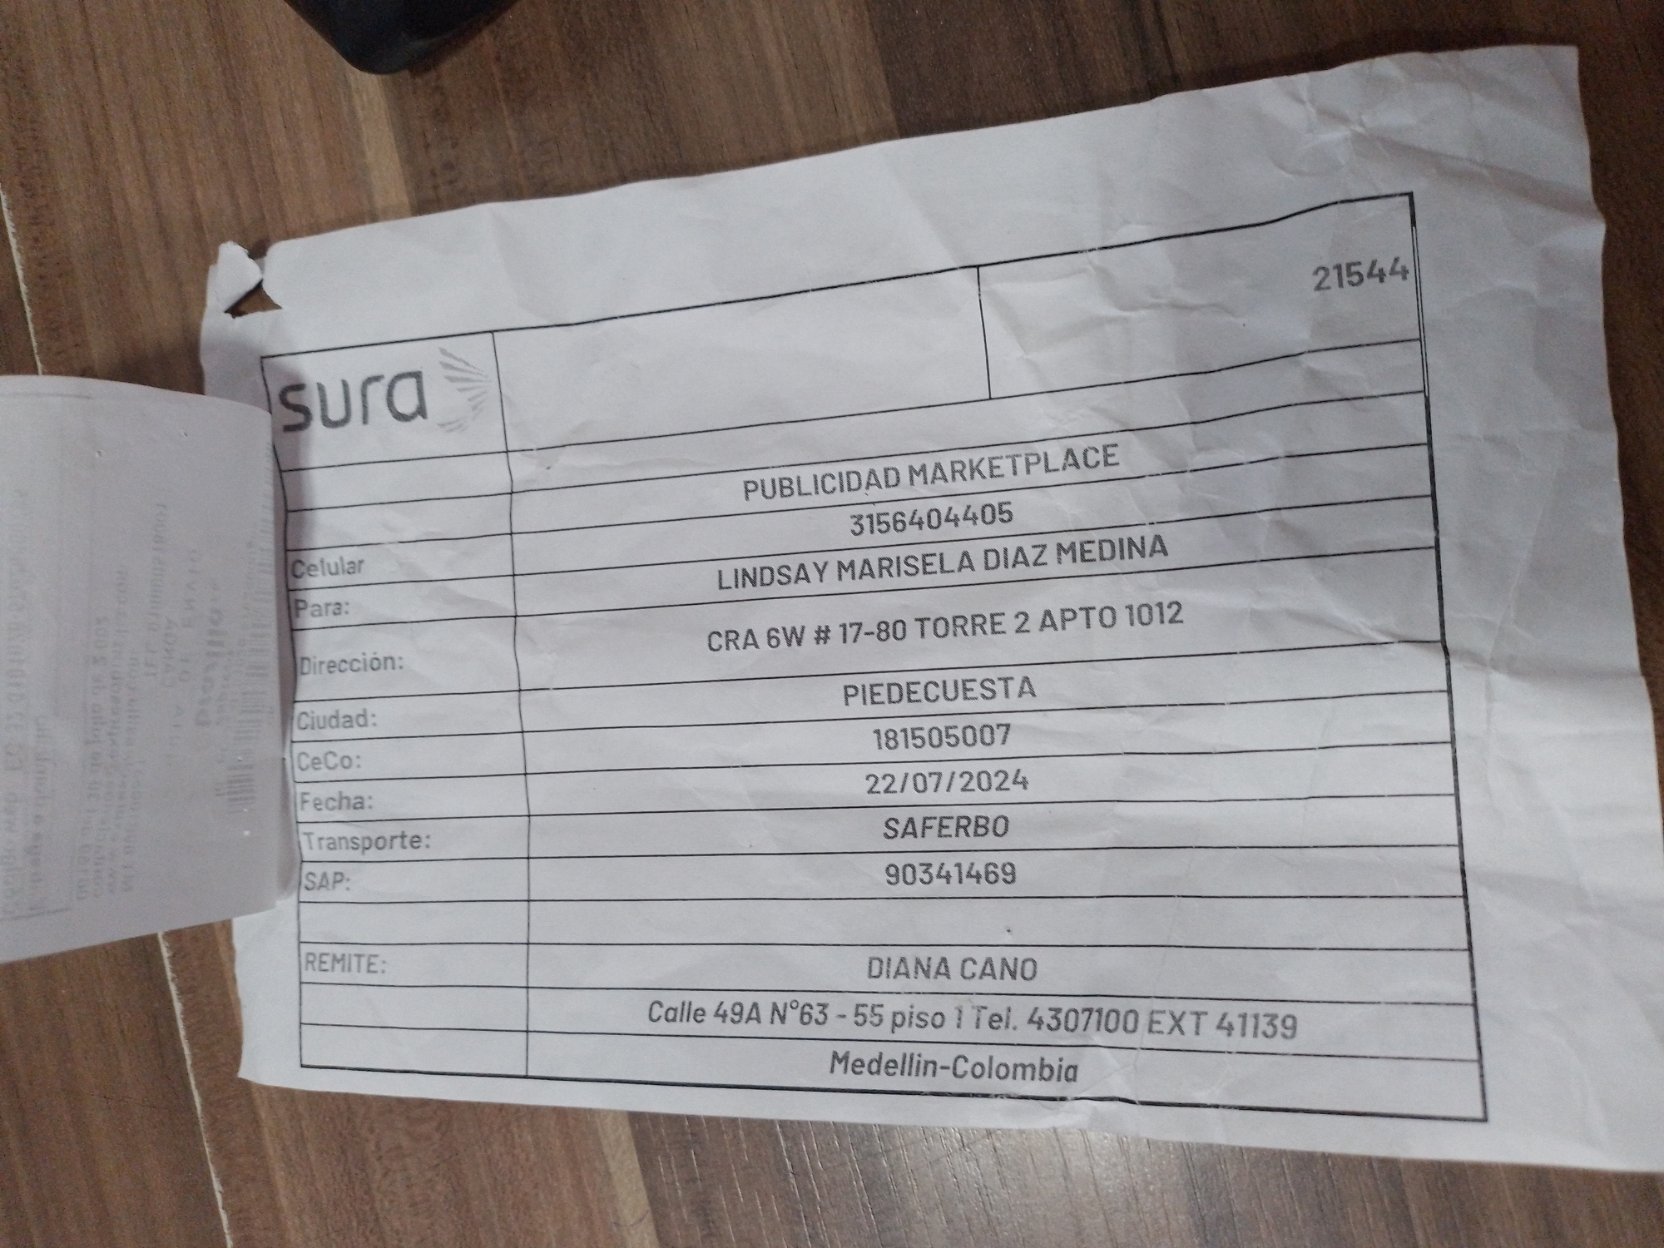 21544
sura
PUBLICIDAD MARKETPLACE
Celular 3156404405
Para: LINDSAY MARISELA DIAZ MEDINA
Dirección: CRA 6W # 17-80 TORRE 2 APTO 1012
Ciudad: PIEDECUESTA
CeCo: 181505007
Fecha: 22/07/2024
Transporte: SAFERBO
SAP: 90341469
REMITE: DIANA CANO
Calle 49A N°63 - 55 piso 1 Tel. 4307100 EXT 41139
Medellin-Colombia